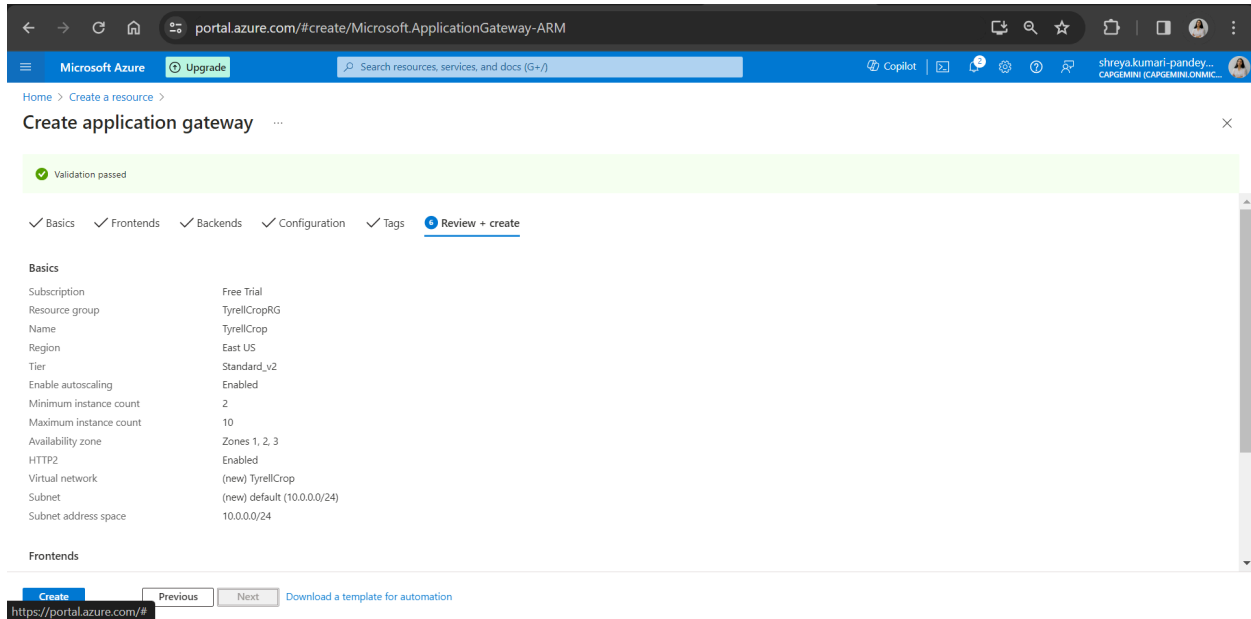 portal.azure.com/#create/Microsoft.ApplicationGateway-ARM
Microsoft Azure Upgrade Search resources, services, and docs (G+/) Copilot 2 shreya.kumari-pandey...
CAPGEMINI (CAPGEMINI.ONMIC...
Home > Create a resource >
Create application gateway ...
Validation passed
Basics Frontends Backends Configuration Tags 6 Review + create
Basics
Subscription Free Trial
Resource group TyrellCropRG
Name TyrellCrop
Region East US
Tier Standard_v2
Enable autoscaling Enabled
Minimum instance count 2
Maximum instance count 10
Availability zone Zones 1, 2, 3
HTTP2 Enabled
Virtual network (new) TyrellCrop
Subnet (new) default (10.0.0.0/24)
Subnet address space 10.0.0.0/24
Frontends
Create Previous Next Download a template for automation
https://portal.azure.com/#